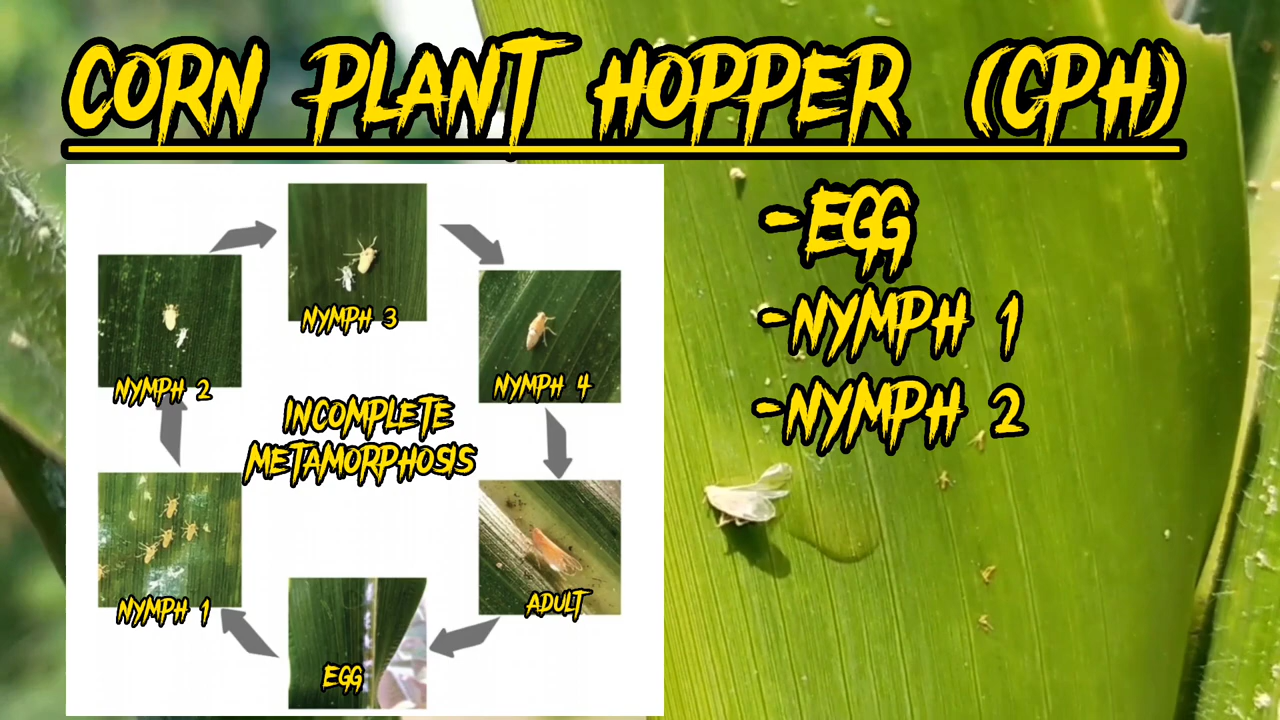 CORN PLANT HOPPER (CPH)
NYMPH 3
NYMPH 2
NYMPH 4
INCOMPLETE
METAMORPHOSIS
NYMPH 1
ADULT
EGG
-EGG
-NYMPH 1
-NYMPH 2